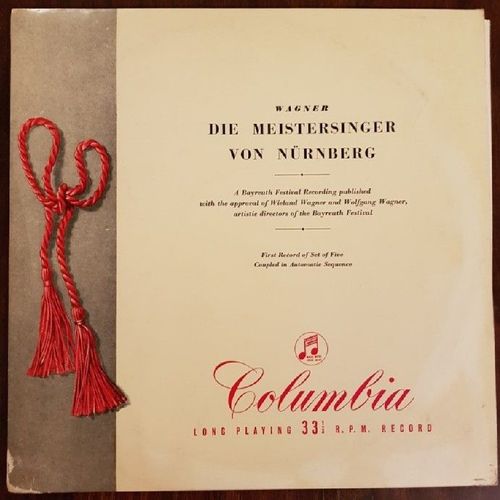 WAGNER
DIE MEISTERSINGER
VON NÜRNBERG
A Bayreuth Festival Recording published
with the approval of Wieland Wagner and Wolfgang Wagner,
artistic directors of the Bayreuth Festival
First Record of Set of Five
Coupled in Automatic Sequence
Columbia
LONG PLAYING 33⅓ R.P.M. RECORD